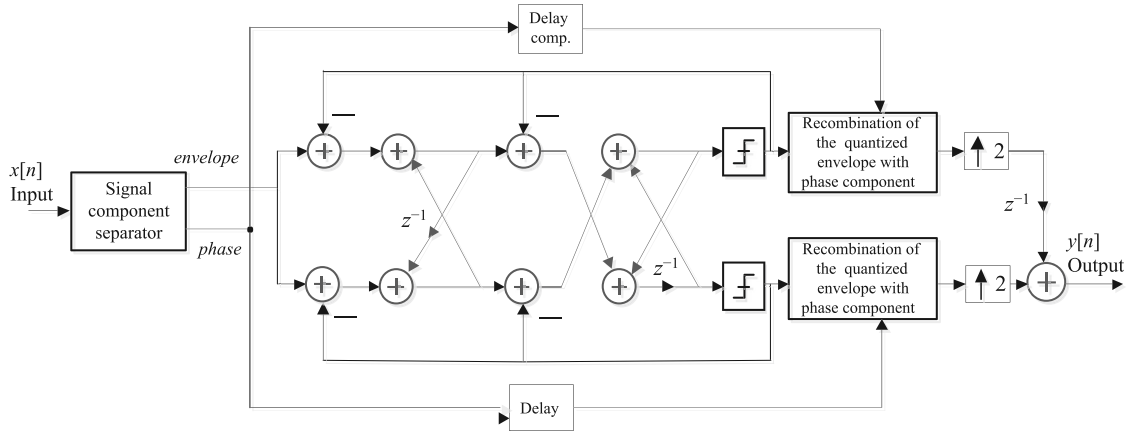 Delay
comp.
x[n]
Input
Signal
component
separator
envelope
phase
z⁻¹
z⁻¹
Recombination of
the quantized
envelope with
phase component
2
z⁻¹
Recombination of
the quantized
envelope with
phase component
2
y[n]
Output
Delay